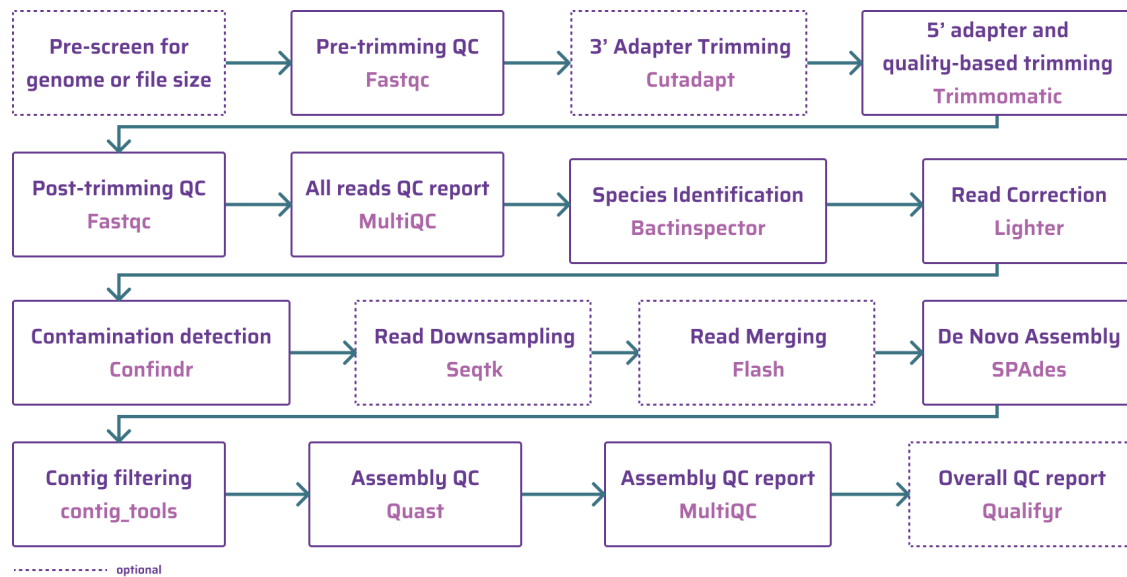 Pre-screen for
genome or file size
Pre-trimming QC
Fastqc
3’ Adapter Trimming
Cutadapt
5’ adapter and
quality-based trimming
Trimmomatic
Post-trimming QC
Fastqc
All reads QC report
MultiQC
Species Identification
Bactinspector
Read Correction
Lighter
Contamination detection
Confindr
Read Downsampling
Seqtk
Read Merging
Flash
De Novo Assembly
SPAdes
Contig filtering
contig_tools
Assembly QC
Quast
Assembly QC report
MultiQC
Overall QC report
Qualifyr
optional